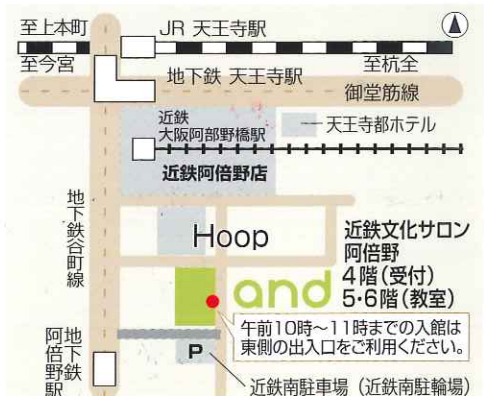 至上本町
JR 天王寺駅
至今宮
地下鉄 天王寺駅
至杭全
御堂筋線
近鉄
大阪阿部野橋駅
天王寺都ホテル
近鉄阿倍野店
地下鉄谷町線
Hoop
近鉄文化サロン
阿倍野
4階(受付)
5・6階(教室)
and
午前10時〜11時までの入館は
東側の出入口をご利用ください。
P
地下鉄
阿倍野駅
近鉄南駐車場(近鉄南駐輪場)